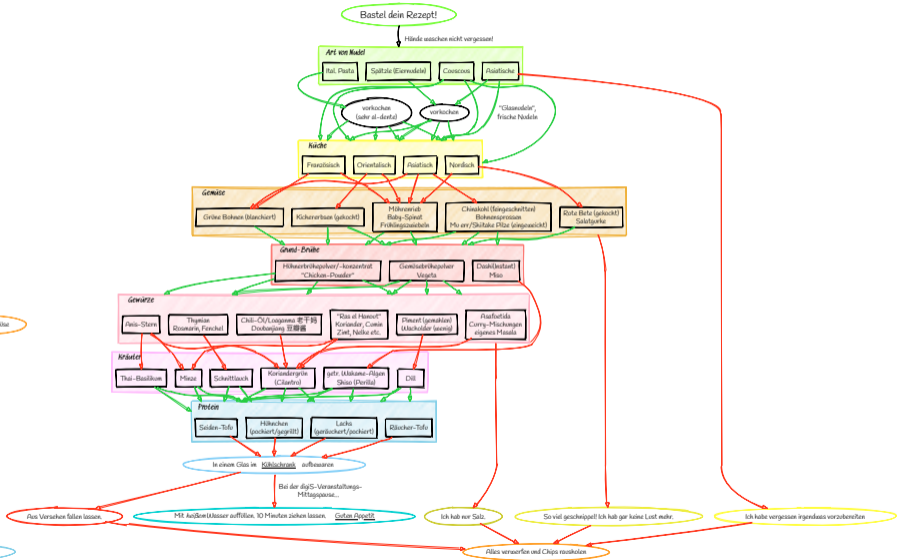 Bastel dein Rezept!
Hände waschen nicht vergessen!
Art von Nudel
Ital. Pasta
Spätzle (Eiernudeln)
Couscous
Asiatische
vorkochen
(sehr al-dente)
vorkochen
"Glasnudeln",
frische Nudeln
Küche
Französisch
Orientalisch
Asiatisch
Nordisch
Gemüse
Grüne Bohnen (blanchiert)
Kichererbsen (gekocht)
Möhrenrieb
Baby-Spinat
Frühlingszwiebeln
Chinakohl (feingeschnitten)
Bohnensprossen
Mu err/Shiitake Pilze (eingeweicht)
Rote Bete (gekocht)
Salatgurke
Grund-Brühe
Hühnerbrühepulver/-konzentrat
"Chicken-Powder"
Gemüsebrühepulver
Vegeta
Dashi(instant)
Miso
Gewürze
Anis-Stern
Thymian
Rosmarin, Fenchel
Chili-Öl/Laoganma 老干妈
Doubanjiang 豆瓣酱
"Ras el Hanout"
Koriander, Cumin
Zimt, Nelke etc.
Piment (gemahlen)
Wacholder (wenig)
Asafoetida
Curry-Mischungen
eigenes Masala
Kräuter
Thai-Basilikum
Minze
Schnittlauch
Koriandergrün
(Cilantro)
getr. Wakame-Algen
Shiso (Perilla)
Dill
Protein
Seiden-Tofu
Hühnchen
(pochiert/gegrillt)
Lachs
(geräuchert/pochiert)
Räucher-Tofu
In einem Glas im Kühlschrank aufbewaren
Bei der digiS-Veranstaltungs-
Mittagspause...
Aus Versehen fallen lassen.
Mit heißem Wasser auffüllen, 10 Minuten ziehen lassen. Guten Appetit
Ich hab nur Salz.
So viel geschnippel! Ich hab gar keine Lust mehr.
Ich habe vergessen irgendwas vorzubereiten
Alles verwerfen und Chips rausholen